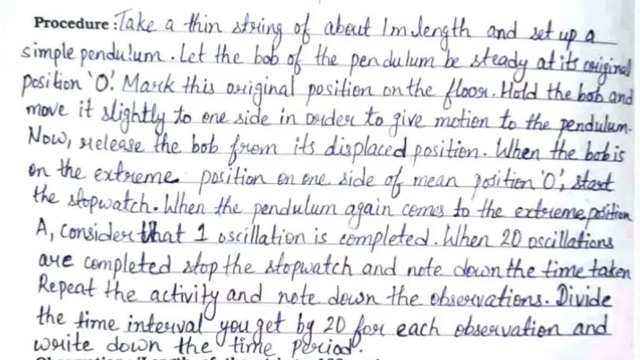 Procedure: Take a thin string of about 1m length and set up a
simple pendulum. Let the bob of the pendulum be steady at its original
position 'O'. Mark this original position on the floor. Hold the bob and
move it slightly to one side in order to give motion to the pendulum.
Now, release the bob from its displaced position. When the bob is
on the extreme position on one side of mean position 'O', start
the stopwatch. When the pendulum again comes to the extreme position
A, consider that 1 oscillation is completed. When 20 oscillations
are completed stop the stopwatch and note down the time taken
Repeat the activity and note down the observations. Divide
the time interval you get by 20 for each observation and
write down the time period.